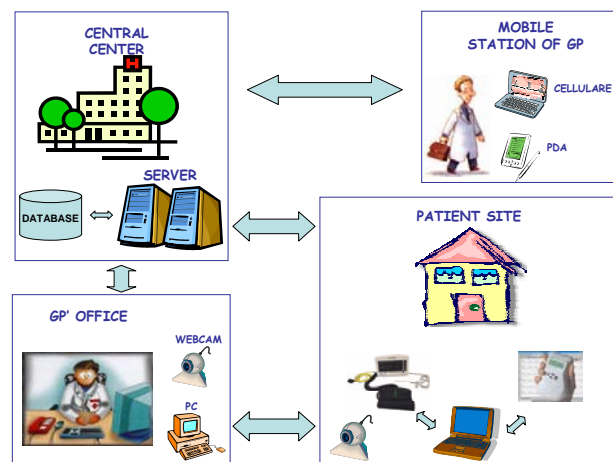 CENTRAL
CENTER
H
SERVER
DATABASE
MOBILE
STATION OF GP
CELLULARE
PDA
PATIENT SITE
GP' OFFICE
WEBCAM
PC